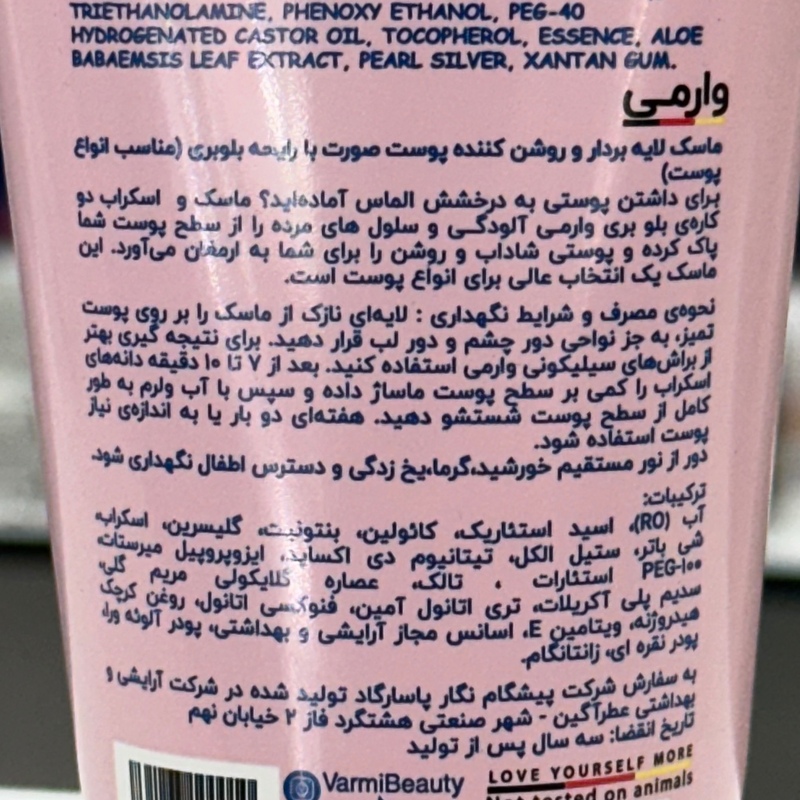 TRIETHANOLAMINE, PHENOXY ETHANOL, PEG-40
HYDROGENATED CASTOR OIL, TOCOPHEROL, ESSENCE, ALOE
BABAEMSIS LEAF EXTRACT, PEARL SILVER, XANTAN GUM.
وارمی
ماسک لایه بردار و روشن کننده پوست صورت با رایحه بلوبری (مناسب انواع
پوست)
برای داشتن پوستی به درخشش الماس آماده‌اید؟ ماسک و اسکراب دو
کاره‌ی بلو بری وارمی آلودگی و سلول های مرده را از سطح پوست شما
پاک کرده و پوستی شاداب و روشن را برای شما به ارمغان می‌آورد. این
ماسک یک انتخاب عالی برای انواع پوست است.
نحوه‌ی مصرف و شرایط نگهداری : لایه‌ای نازک از ماسک را بر روی پوست
تمیز، به جز نواحی دور چشم و دور لب قرار دهید. برای نتیجه گیری بهتر
از براش‌های سیلیکونی وارمی استفاده کنید. بعد از ۷ تا ۱۰ دقیقه دانه‌های
اسکراب را کمی بر سطح پوست ماساژ داده و سپس با آب ولرم به طور
کامل از سطح پوست شستشو دهید. هفته‌ای دو بار یا به اندازه‌ی نیاز
پوست استفاده شود.
دور از نور مستقیم خورشید،گرما،یخ زدگی و دسترس اطفال نگهداری شود.
ترکیبات:
آب (RO)، اسید استئاریک، کائولین، بنتونیت، گلیسرین، اسکراب،
شی باتر، ستیل الکل، تیتانیوم دی اکساید، ایزوپروپیل میرستات
PEG-۱۰۰ استئارات ، تالک، عصاره گلایکولی مریم گلی،
سدیم پلی آکریلات، تری اتانول آمین، فنوکسی اتانول، روغن کرچک
هیدروژنه، ویتامین E، اسانس مجاز آرایشی و بهداشتی، پودر آلوئه ورا،
پودر نقره ای، زانتانگام.
به سفارش شرکت پیشگام نگار پاسارگاد تولید شده در شرکت آرایشی و
بهداشتی عطرآگین - شهر صنعتی هشتگرد فاز ۲ خیابان نهم
تاریخ انقضا: سه سال پس از تولید
VarmiBeauty
LOVE YOURSELF MORE
Not tested on animals